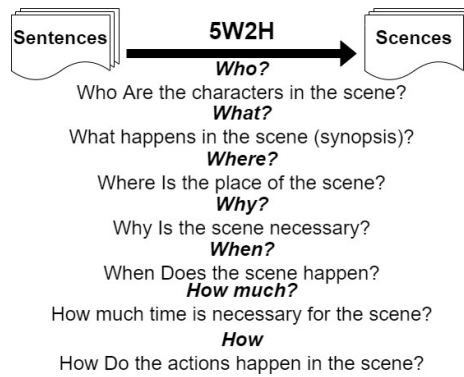 Sentences
5W2H
Scences
Who?
Who Are the characters in the scene?
What?
What happens in the scene (synopsis)?
Where?
Where Is the place of the scene?
Why?
Why Is the scene necessary?
When?
When Does the scene happen?
How much?
How much time is necessary for the scene?
How
How Do the actions happen in the scene?